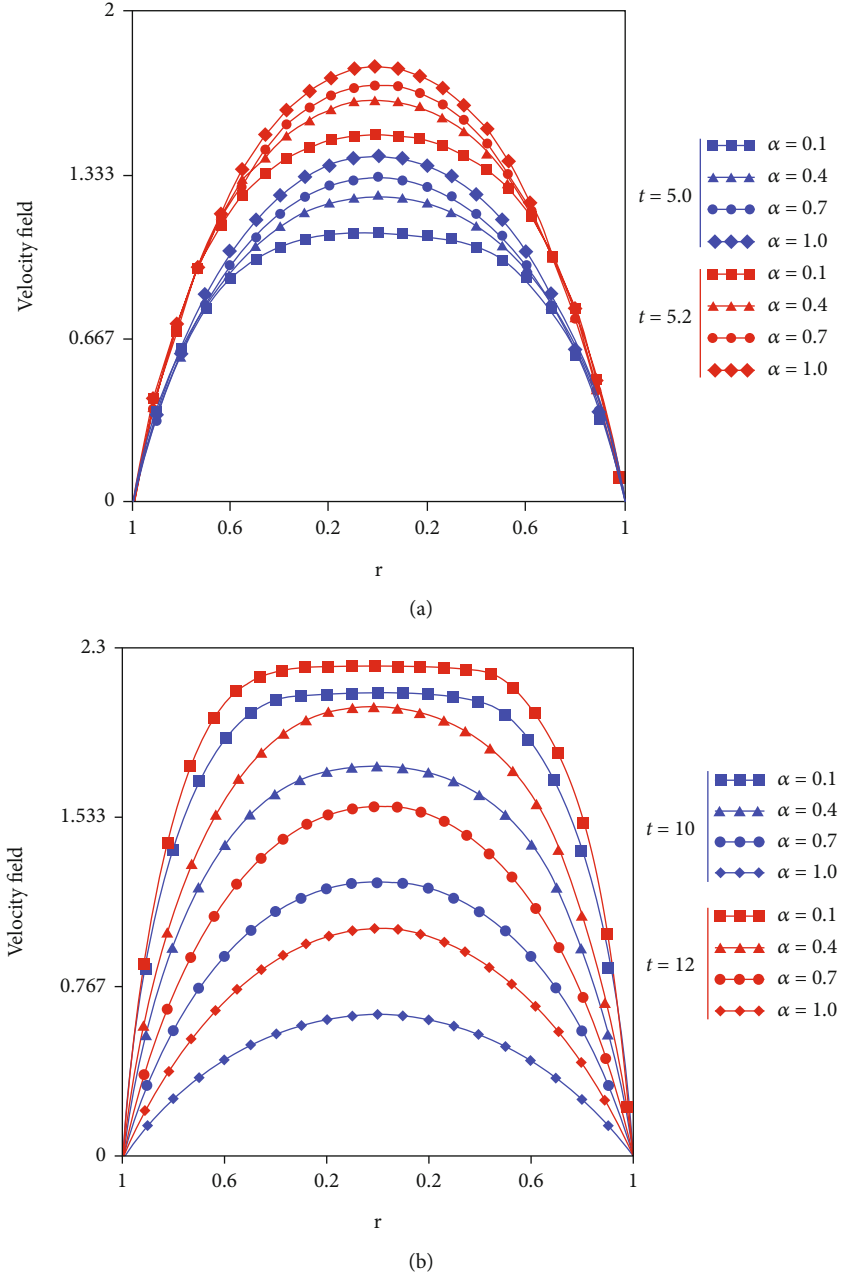 2
1.333
0.667
0
Velocity field
1 0.6 0.2 0.2 0.6 1
r
t = 5.0
α = 0.1
α = 0.4
α = 0.7
α = 1.0
t = 5.2
α = 0.1
α = 0.4
α = 0.7
α = 1.0
(a)
2.3
1.533
0.767
0
Velocity field
1 0.6 0.2 0.2 0.6 1
r
t = 10
α = 0.1
α = 0.4
α = 0.7
α = 1.0
t = 12
α = 0.1
α = 0.4
α = 0.7
α = 1.0
(b)